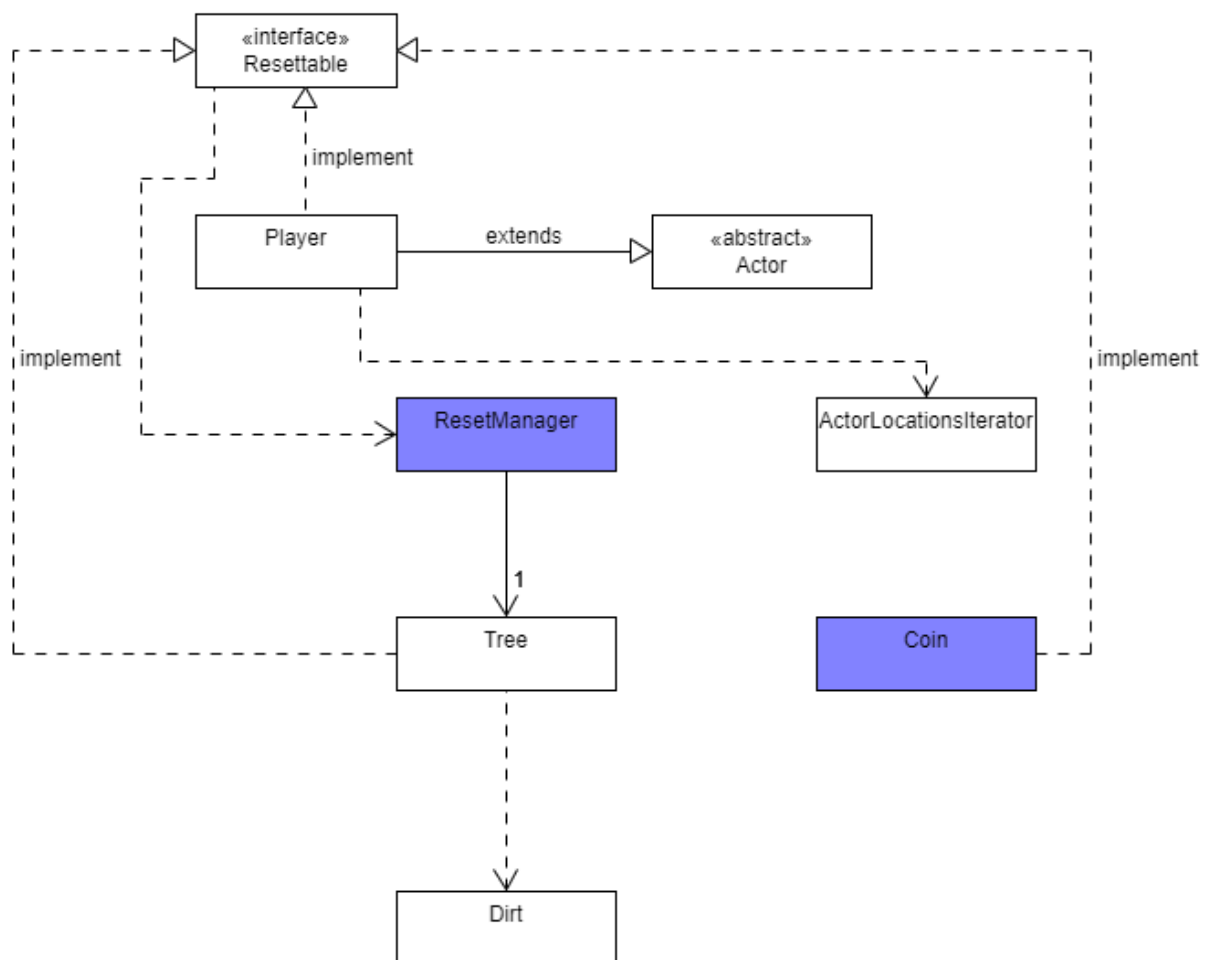 «interface»
Resettable
implement
Player
extends
«abstract»
Actor
implement
implement
ResetManager
ActorLocationsIterator
1
Tree
Coin
Dirt